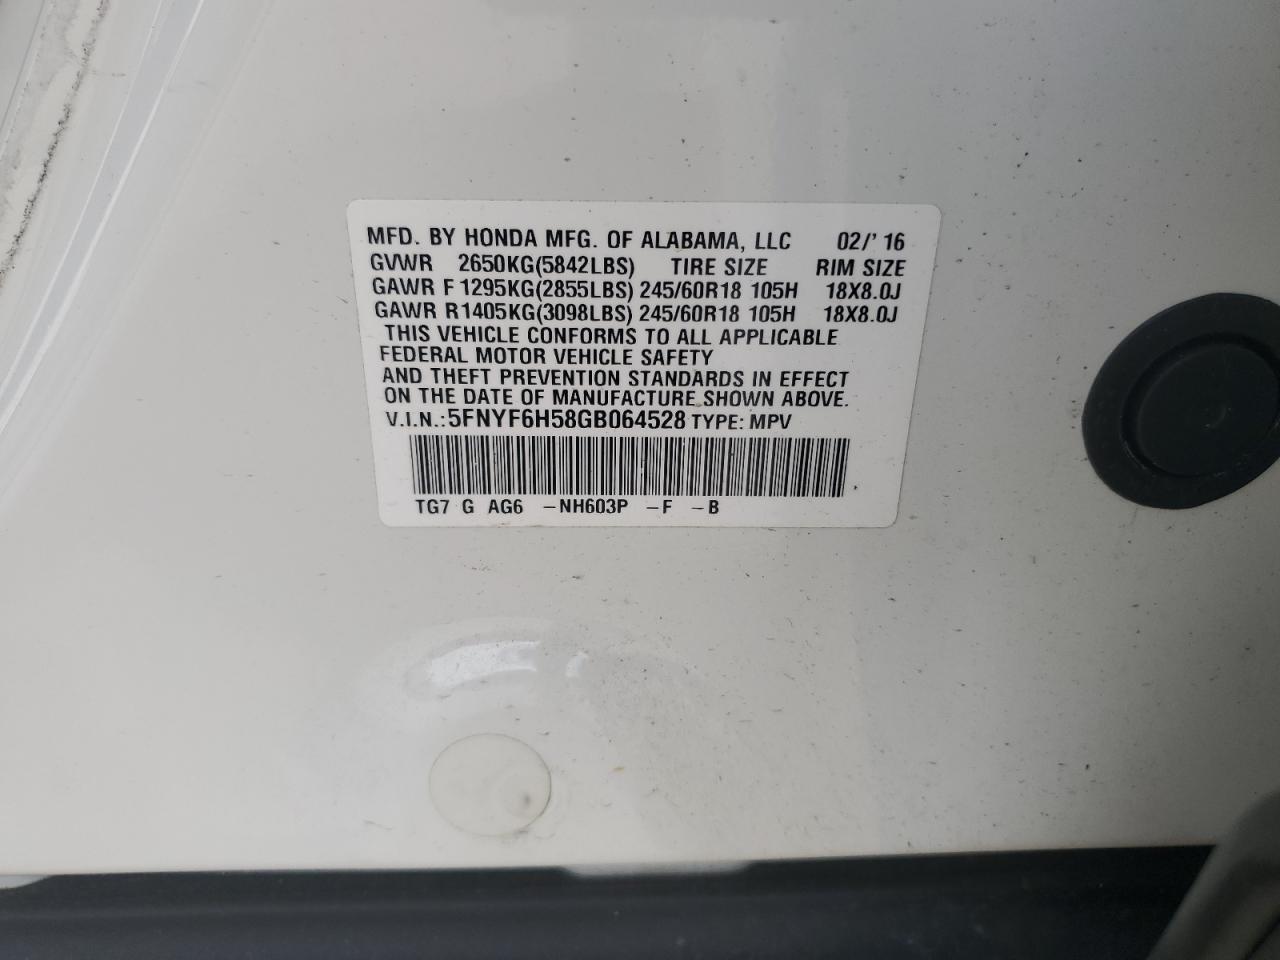 MFD. BY HONDA MFG. OF ALABAMA, LLC 02/'16
GVWR 2650KG(5842LBS) TIRE SIZE RIM SIZE
GAWR F 1295KG(2855LBS) 245/60R18 105H 18X8.0J
GAWR R1405KG(3098LBS) 245/60R18 105H 18X8.0J
THIS VEHICLE CONFORMS TO ALL APPLICABLE
FEDERAL MOTOR VEHICLE SAFETY
AND THEFT PREVENTION STANDARDS IN EFFECT
ON THE DATE OF MANUFACTURE SHOWN ABOVE.
V.I.N.:5FNYF6H58GB064528 TYPE: MPV
TG7 G AG6 -NH603P -F -B